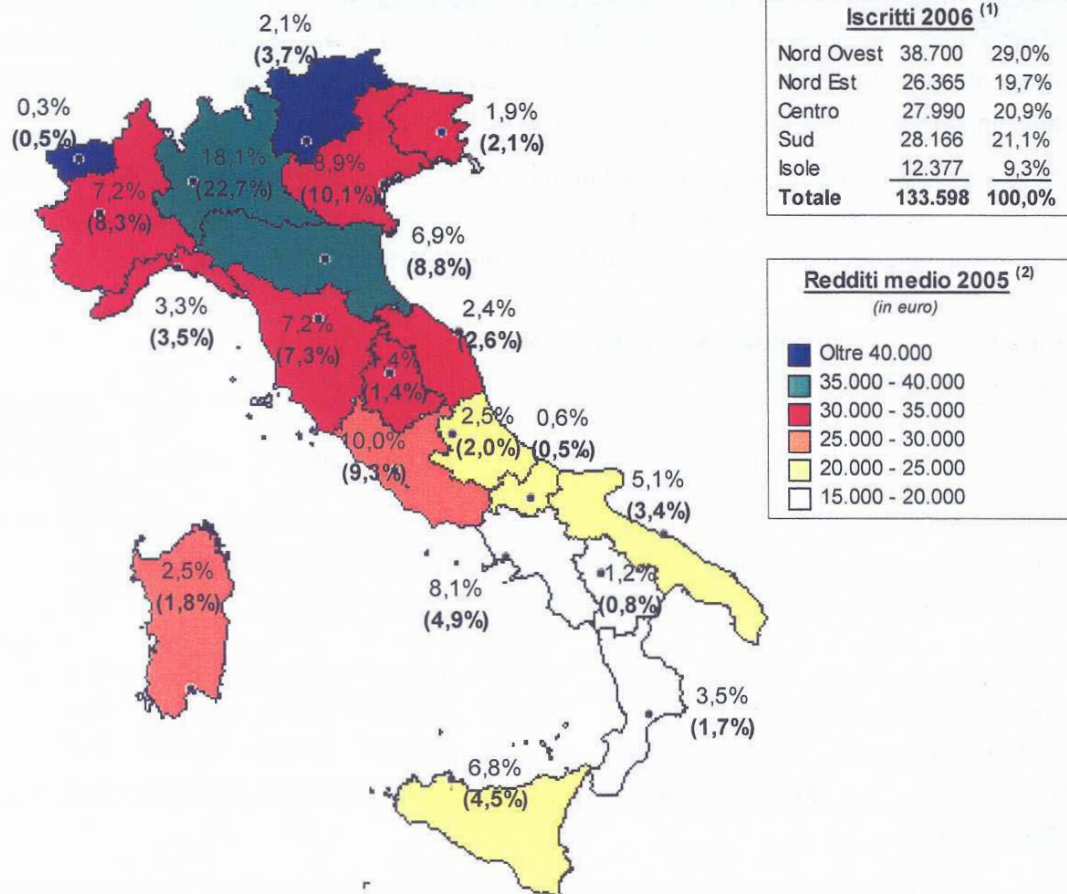 2,1%
(3,7%)
0,3%
(0,5%)
1,9%
(2,1%)
18,1%
(22,7%)
8,9%
(10,1%)
7,2%
(8,3%)
6,9%
(8,8%)
3,3%
(3,5%)
7,2%
(7,3%)
2,4%
(2,6%)
1,4%
(1,4%)
10,0%
(9,3%)
2,5%
(2,0%)
0,6%
(0,5%)
5,1%
(3,4%)
2,5%
(1,8%)
8,1%
(4,9%)
1,2%
(0,8%)
3,5%
(1,7%)
6,8%
(4,5%)
Iscritti 2006 (1)
Nord Ovest 38.700 29,0%
Nord Est 26.365 19,7%
Centro 27.990 20,9%
Sud 28.166 21,1%
Isole 12.377 9,3%
Totale 133.598 100,0%
Redditi medio 2005 (2)
(in euro)
Oltre 40.000
35.000 - 40.000
30.000 - 35.000
25.000 - 30.000
20.000 - 25.000
15.000 - 20.000